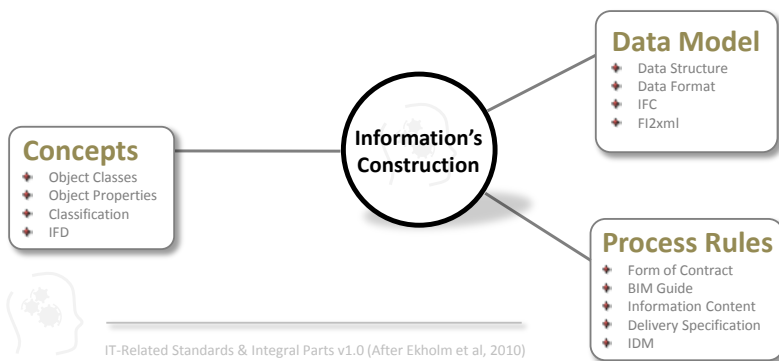 Data Model
Data Structure
Data Format
IFC
FI2xml
Information's
Construction
Concepts
Object Classes
Object Properties
Classification
IFD
Process Rules
Form of Contract
BIM Guide
Information Content
Delivery Specification
IDM
IT-Related Standards & Integral Parts v1.0 (After Ekholm et al, 2010)